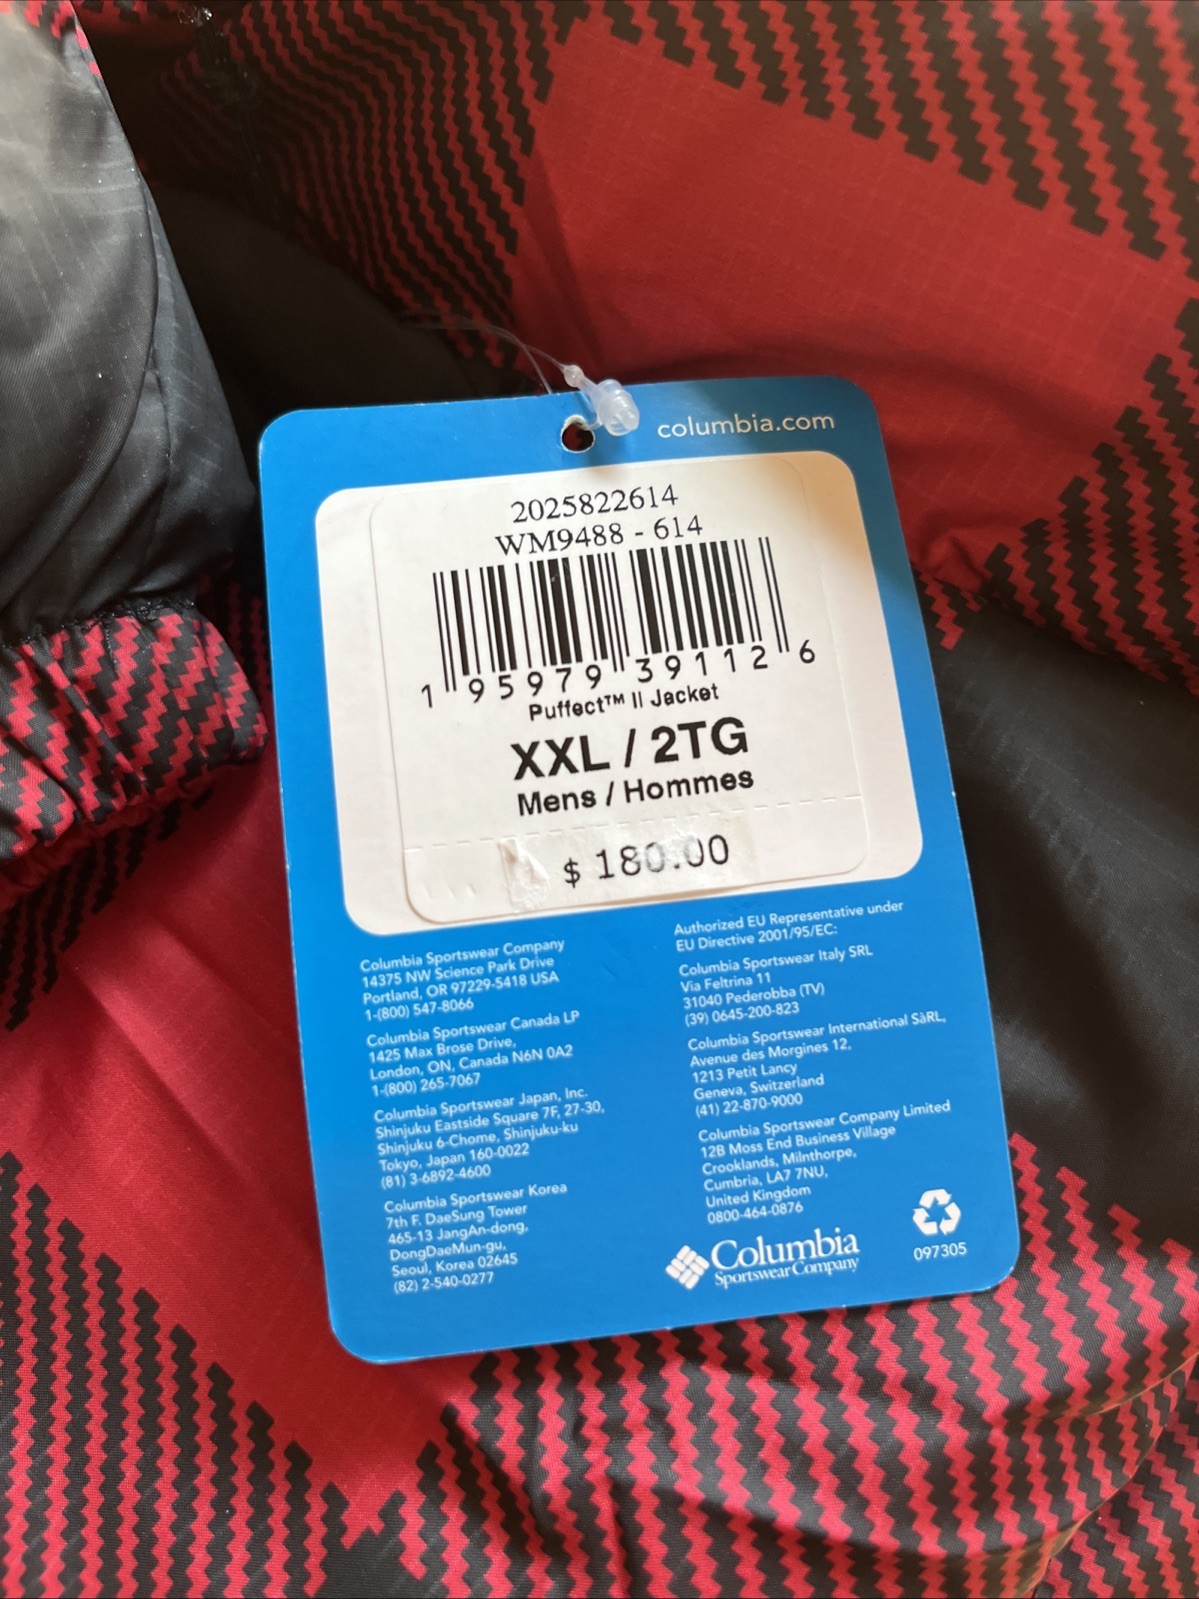 columbia.com
2025822614
WM9488 - 614
1 95979 39112 6
Puffect™ II Jacket
XXL / 2TG
Mens / Hommes
$ 180.00
Columbia Sportswear Company
14375 NW Science Park Drive
Portland, OR 97229-5418 USA
1-(800) 547-8066
Columbia Sportswear Canada LP
1425 Max Brose Drive,
London, ON, Canada N6N 0A2
1-(800) 265-7067
Columbia Sportswear Japan, Inc.
Shinjuku Eastside Square 7F, 27-30,
Shinjuku 6-Chome, Shinjuku-ku
Tokyo, Japan 160-0022
(81) 3-6892-4600
Columbia Sportswear Korea
7th F. DaeSung Tower
465-13 JangAn-dong,
DongDaeMun-gu,
Seoul, Korea 02645
(82) 2-540-0277
Authorized EU Representative under
EU Directive 2001/95/EC:
Columbia Sportswear Italy SRL
Via Feltrina 11
31040 Pederobba (TV)
(39) 0645-200-823
Columbia Sportswear International SàRL,
Avenue des Morgines 12,
1213 Petit Lancy
Geneva, Switzerland
(41) 22-870-9000
Columbia Sportswear Company Limited
12B Moss End Business Village
Crooklands, Milnthorpe,
Cumbria, LA7 7NU,
United Kingdom
0800-464-0876
Columbia
Sportswear Company
097305